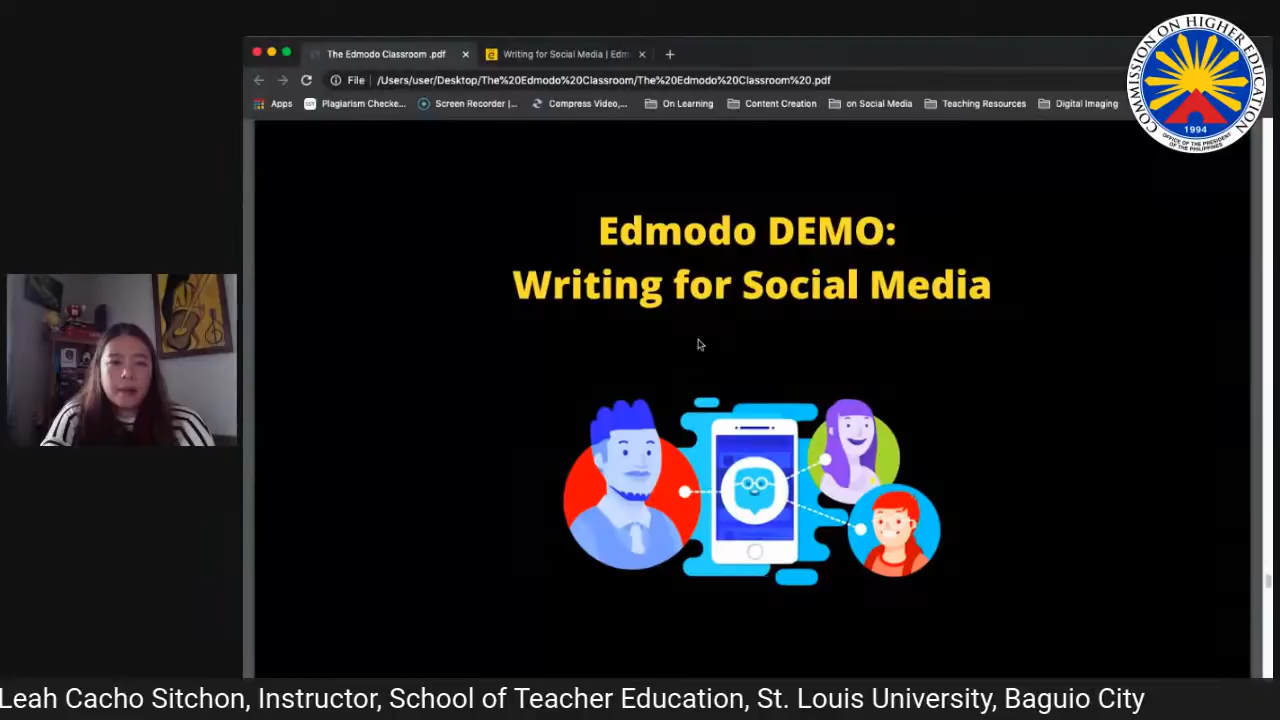 The Edmodo Classroom .pdf
Writing for Social Media | Edm
File
/Users/user/Desktop/The%20Edmodo%20Classroom/The%20Edmodo%20Classroom%20.pdf
Apps
Plagiarism Checke...
Screen Recorder |...
Compress Video,...
On Learning
Content Creation
on Social Media
Teaching Resources
Digital Imaging
COMMISSION ON HIGHER EDUCATION
1994
OFFICE OF THE PRESIDENT
OF THE PHILIPPINES
Edmodo DEMO:
Writing for Social Media
Leah Cacho Sitchon, Instructor, School of Teacher Education, St. Louis University, Baguio City